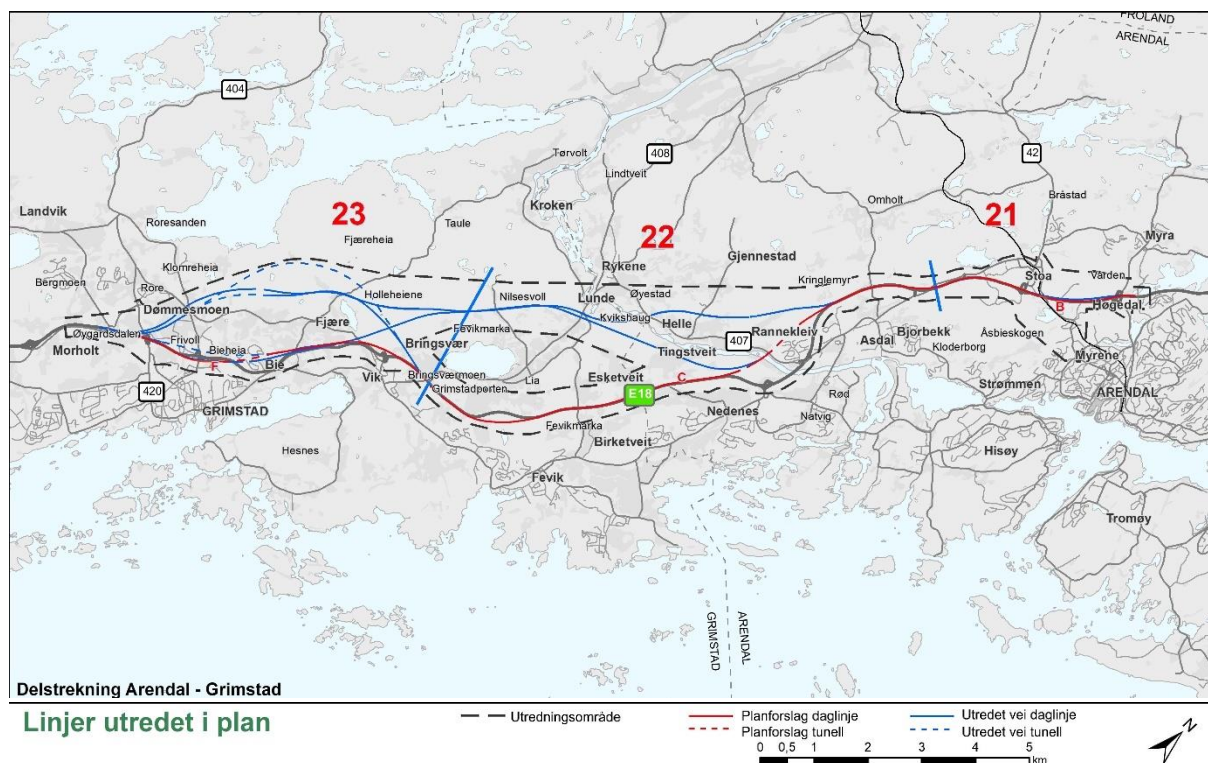 FROLAND
ARENDAL
404
Tørvolt
408
42
Lindtveit
Bråstad
Landvik
Roresanden
23
Taule
Kroken
22
Omholt
21
Fjæreheia
Myra
Klomreheia
Rykene
Gjennestad
Bergmoen
Rore
Holleheiene
Nilsesvoll
Lunde
Øyestad
Kringlemyr
Stoa
Varden
Dømmesmoen
Kvikshaug
Helle
Høgedal
B
Øygardsdalen
Frivoll
Fjære
Fevikmarka
Rannekleiv
Bjorbekk
Åsbieskogen
Morholt
Bieheia
Bringsvær
Tingstveit
407
Asdal
Kloderborg
Myrene
F
Bie
Vik
Bringsværmoen
Lia
Esketveit
C
Grimstadporten
420
GRIMSTAD
E18
Nedenes
Rød
Strømmen
ARENDAL
Natvig
Fevikmarka
Birketveit
Hesnes
Hisøy
Fevik
Tromøy
GRIMSTAD
ARENDAL
Delstrekning Arendal - Grimstad
Linjer utredet i plan
Utredningsområde
Planforslag daglinje
Planforslag tunell
Utredet vei daglinje
Utredet vei tunell
0 0,5 1 2 3 4 5
km
N